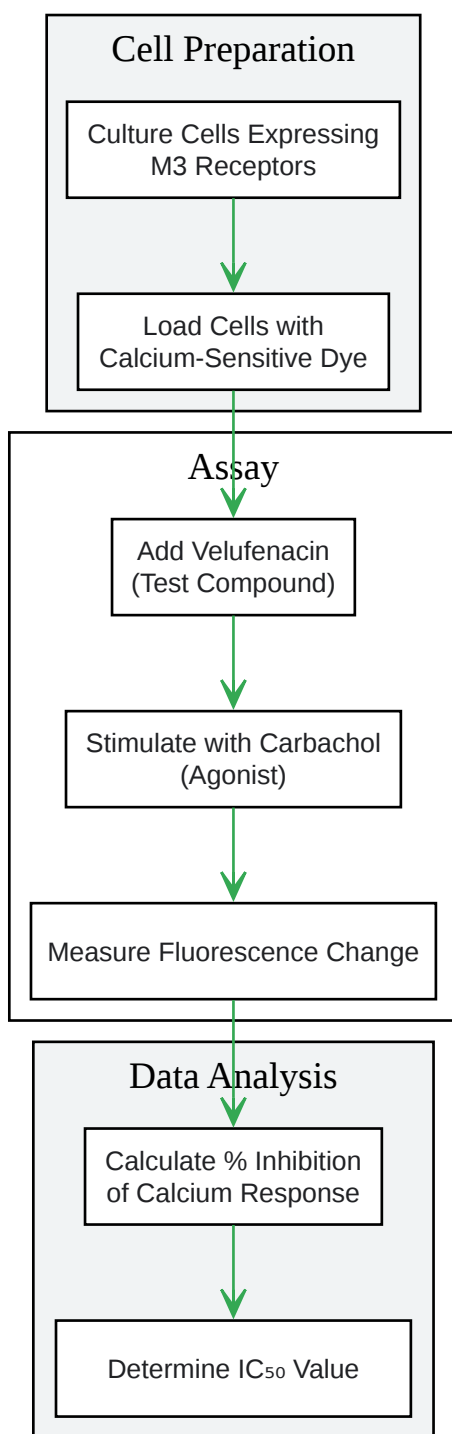 Cell Preparation
Culture Cells Expressing
M3 Receptors
Load Cells with
Calcium-Sensitive Dye
Assay
Add Velufenacin
(Test Compound)
Stimulate with Carbachol
(Agonist)
Measure Fluorescence Change
Data Analysis
Calculate % Inhibition
of Calcium Response
Determine IC₅₀ Value